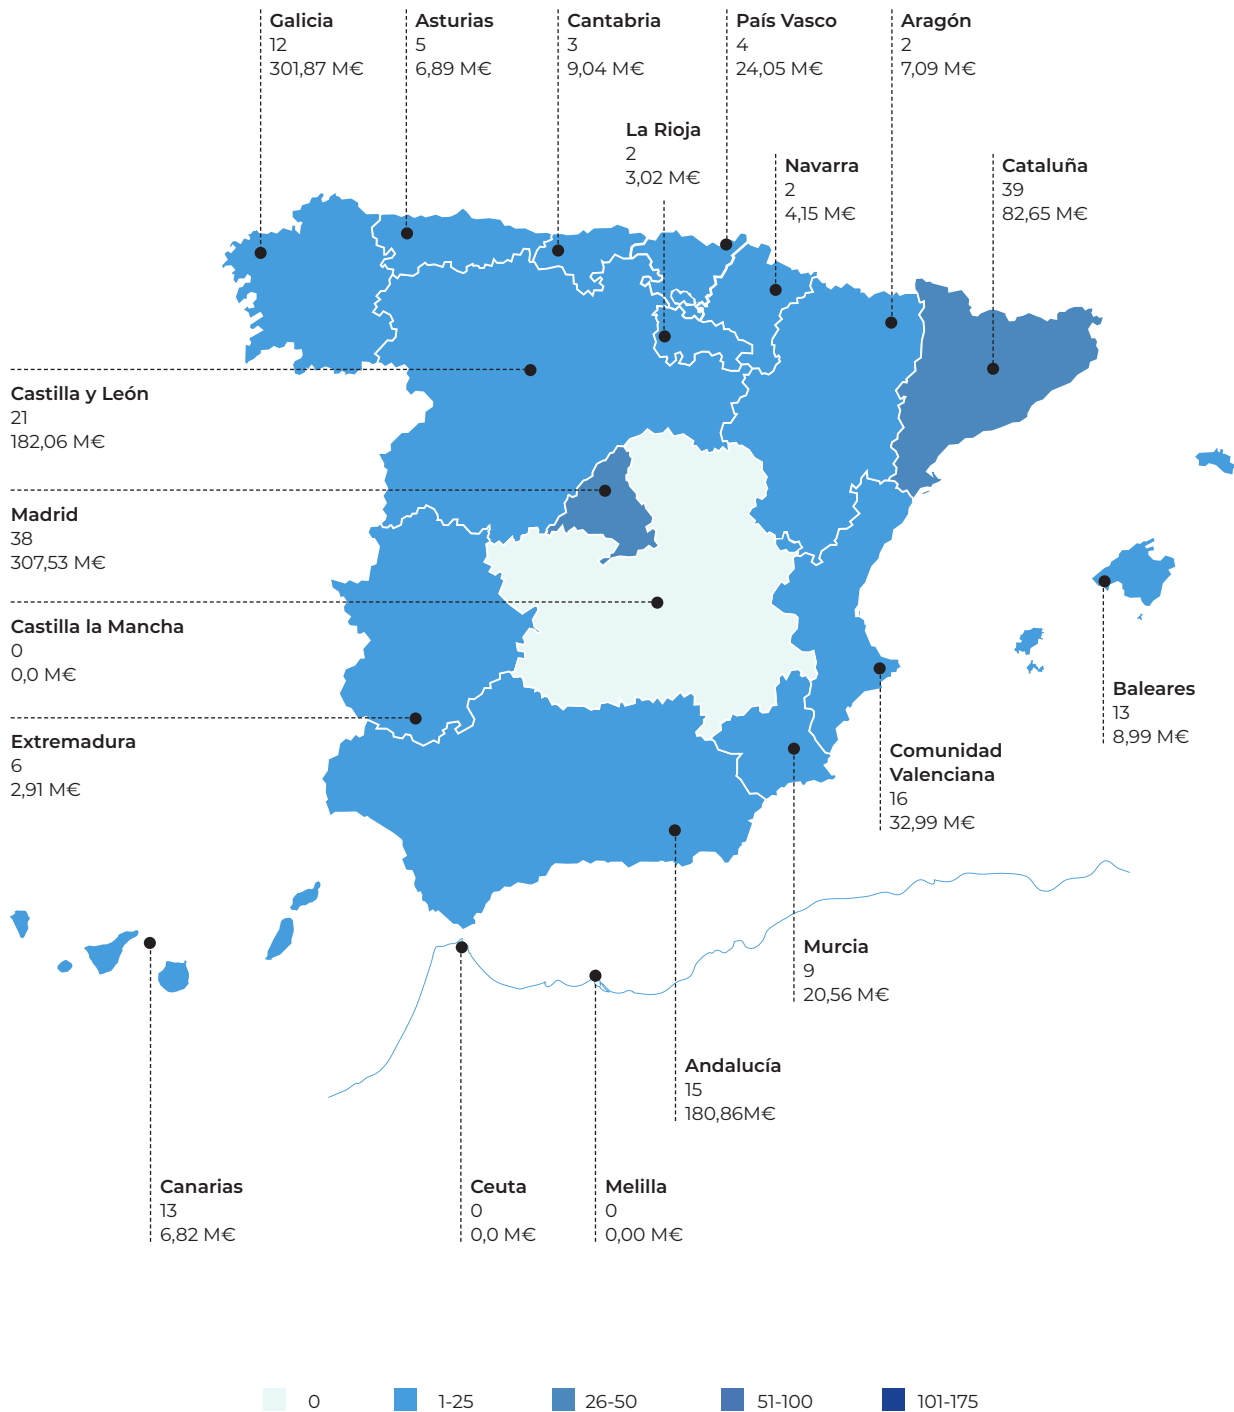 Galicia
12
301,87 M€
Asturias
5
6,89 M€
Cantabria
3
9,04 M€
País Vasco
4
24,05 M€
Aragón
2
7,09 M€
La Rioja
2
3,02 M€
Navarra
2
4,15 M€
Cataluña
39
82,65 M€
Castilla y León
21
182,06 M€
Madrid
38
307,53 M€
Castilla la Mancha
0
0,0 M€
Extremadura
6
2,91 M€
Baleares
13
8,99 M€
Comunidad
Valenciana
16
32,99 M€
Murcia
9
20,56 M€
Andalucía
15
180,86M€
Canarias
13
6,82 M€
Ceuta
0
0,0 M€
Melilla
0
0,00 M€
0
1-25
26-50
51-100
101-175